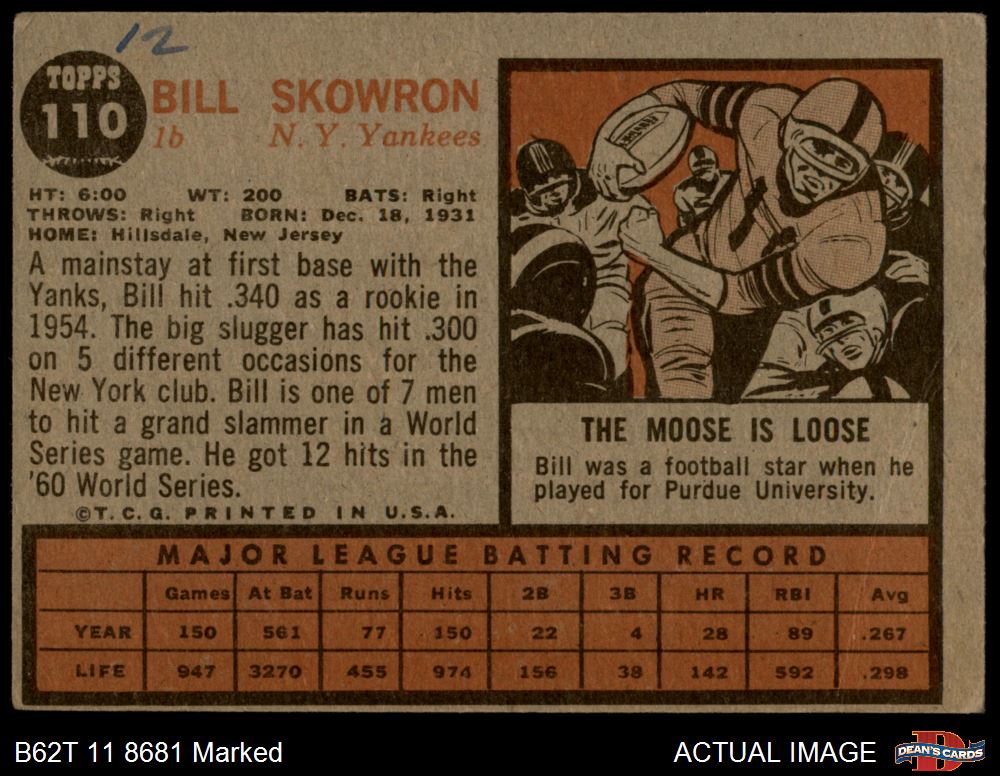 12
TOPPS
110
BILL SKOWRON
1b N. Y. Yankees
HT: 6:00 WT: 200 BATS: Right
THROWS: Right BORN: Dec. 18, 1931
HOME: Hillsdale, New Jersey
A mainstay at first base with the
Yanks, Bill hit .340 as a rookie in
1954. The big slugger has hit .300
on 5 different occasions for the
New York club. Bill is one of 7 men
to hit a grand slammer in a World
Series game. He got 12 hits in the
'60 World Series.
©T.C.G. PRINTED IN U.S.A.
THE MOOSE IS LOOSE
Bill was a football star when he
played for Purdue University.
MAJOR LEAGUE BATTING RECORD
Games At Bat Runs Hits 2B 3B HR RBI Avg
YEAR 150 561 77 150 22 4 28 89 .267
LIFE 947 3270 455 974 156 38 142 592 .298
B62T 11 8681 Marked
ACTUAL IMAGE
DEAN'S CARDS